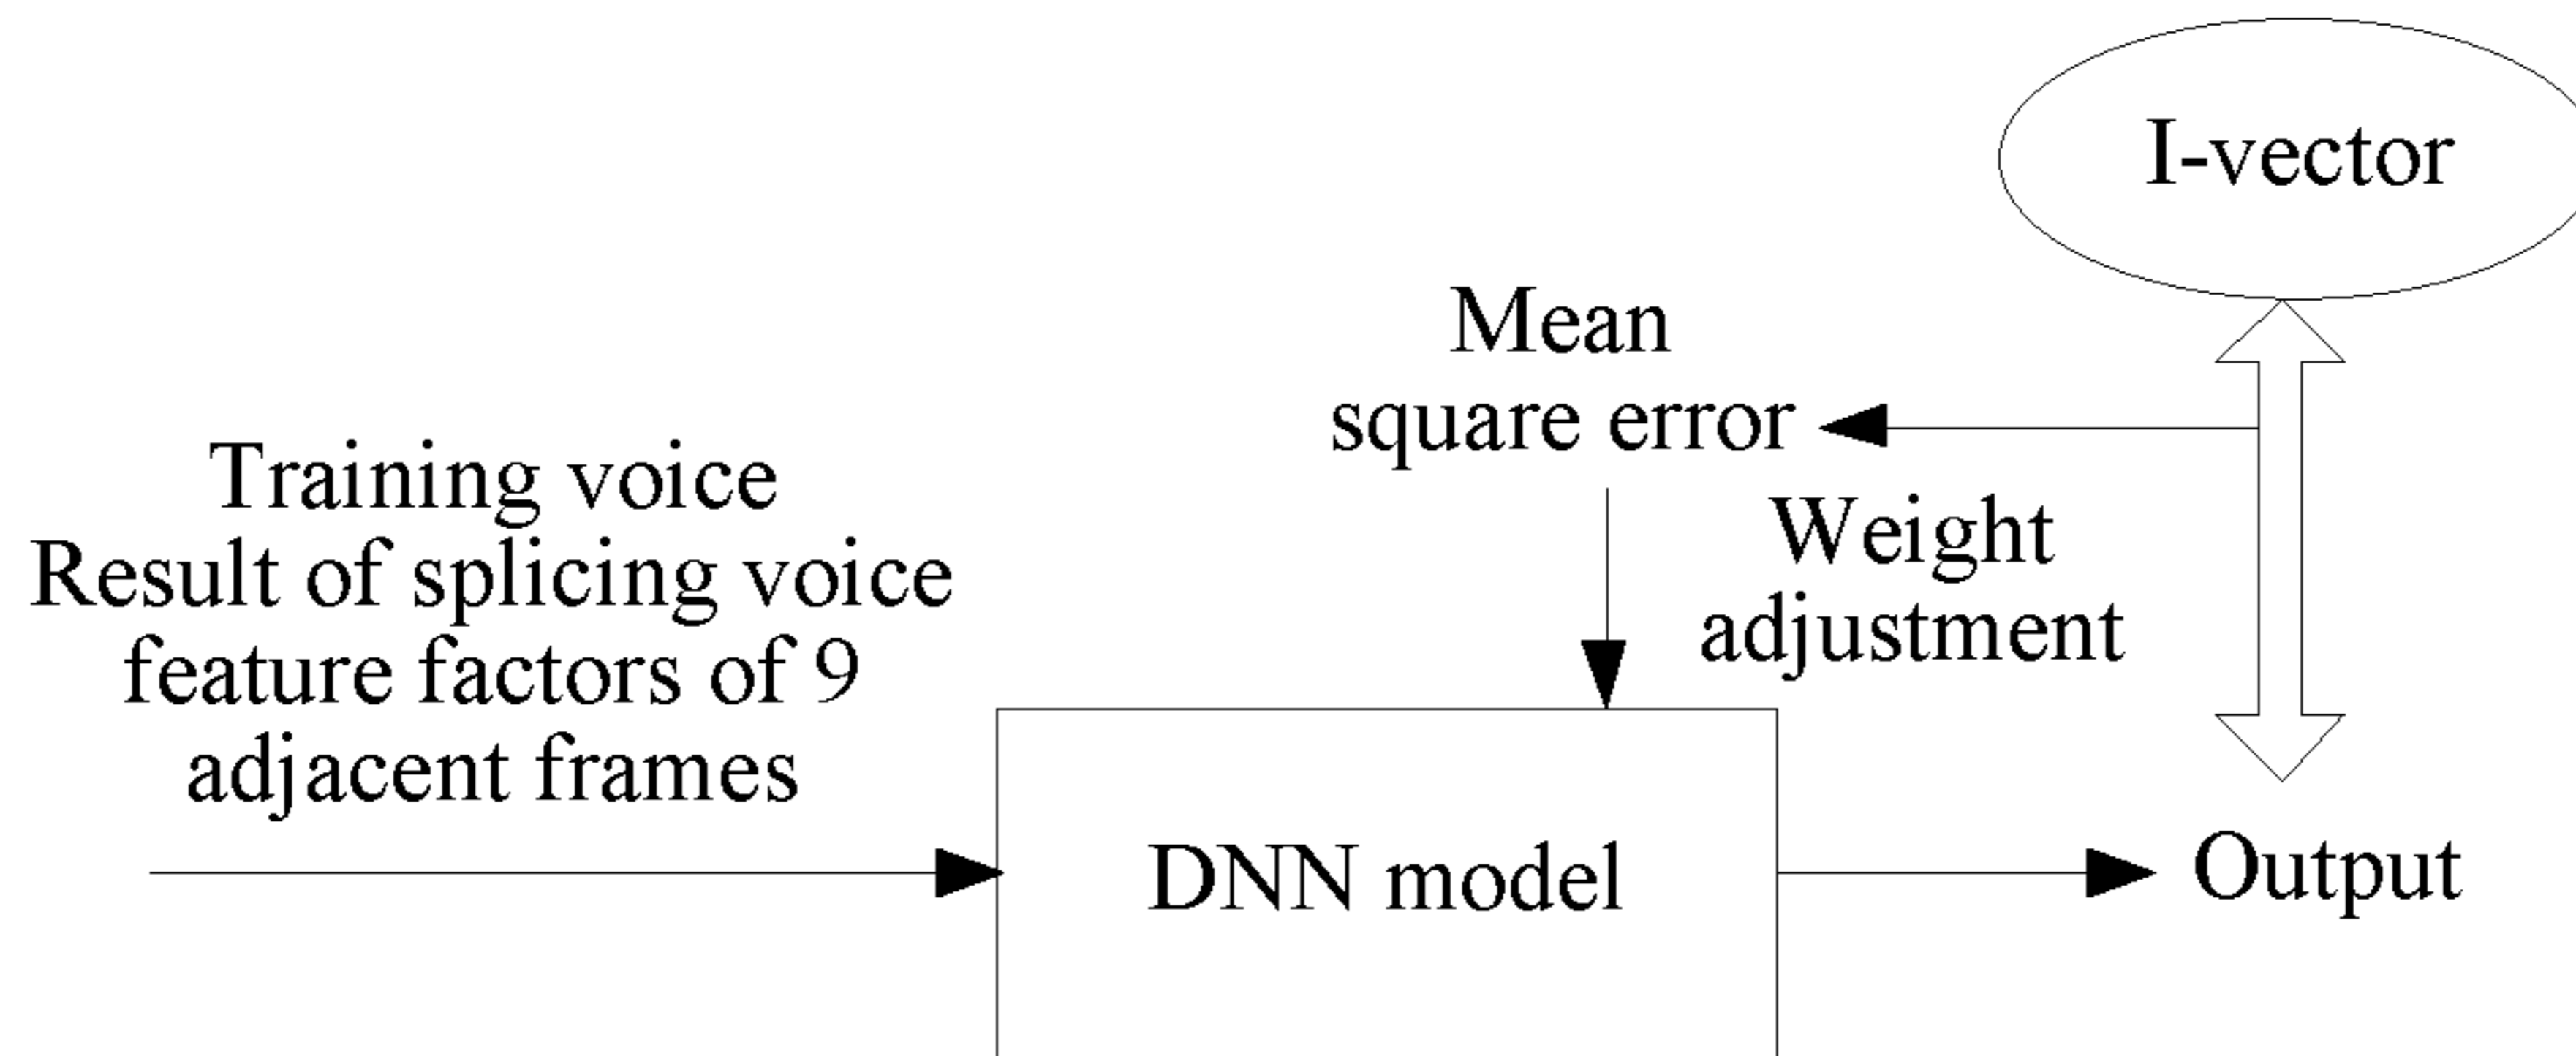 I-vector
Mean
square error
Weight
adjustment
Training voice
Result of splicing voice
feature factors of 9
adjacent frames
DNN model
Output